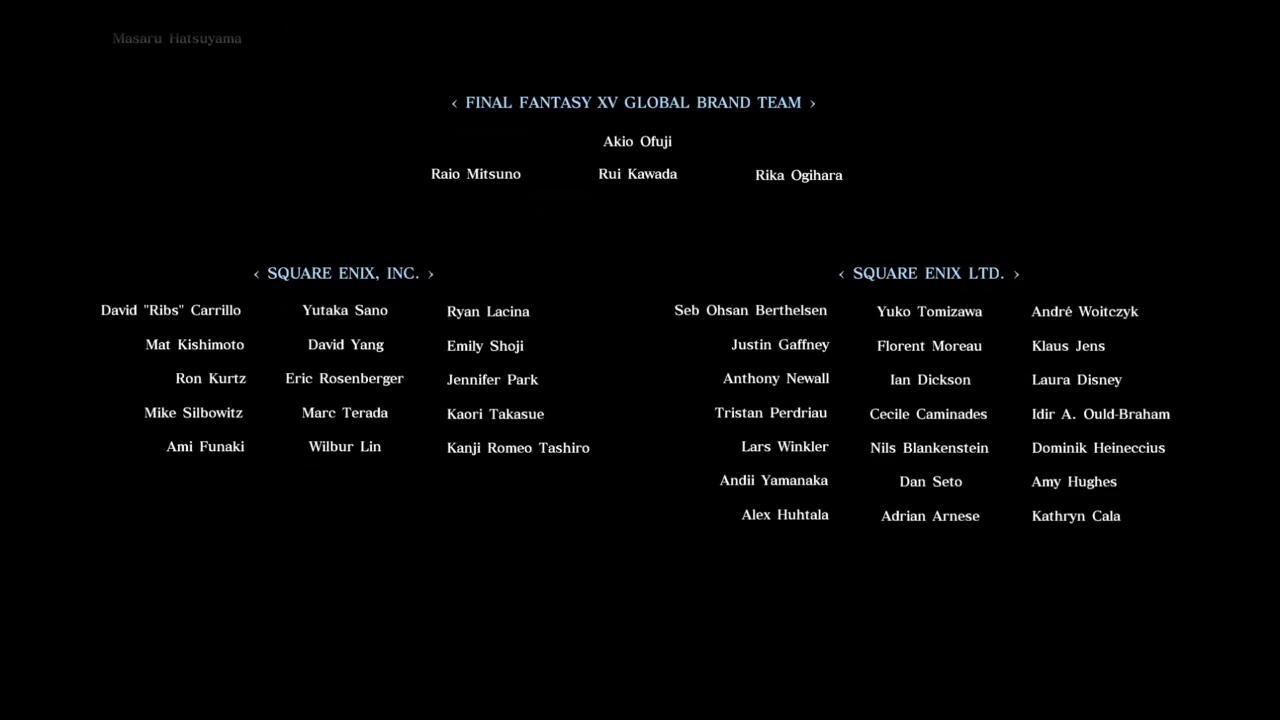 Masaru Hatsuyama
‹ FINAL FANTASY XV GLOBAL BRAND TEAM ›
Akio Ofuji
Raio Mitsuno Rui Kawada Rika Ogihara
‹ SQUARE ENIX, INC. ›
David "Ribs" Carrillo Yutaka Sano Ryan Lacina
Mat Kishimoto David Yang Emily Shoji
Ron Kurtz Eric Rosenberger Jennifer Park
Mike Silbowitz Marc Terada Kaori Takasue
Ami Funaki Wilbur Lin Kanji Romeo Tashiro
‹ SQUARE ENIX LTD. ›
Seb Ohsan Berthelsen Yuko Tomizawa André Woitczyk
Justin Gaffney Florent Moreau Klaus Jens
Anthony Newall Ian Dickson Laura Disney
Tristan Perdriau Cecile Caminades Idir A. Ould-Braham
Lars Winkler Nils Blankenstein Dominik Heineccius
Andii Yamanaka Dan Seto Amy Hughes
Alex Huhtala Adrian Arnese Kathryn Cala